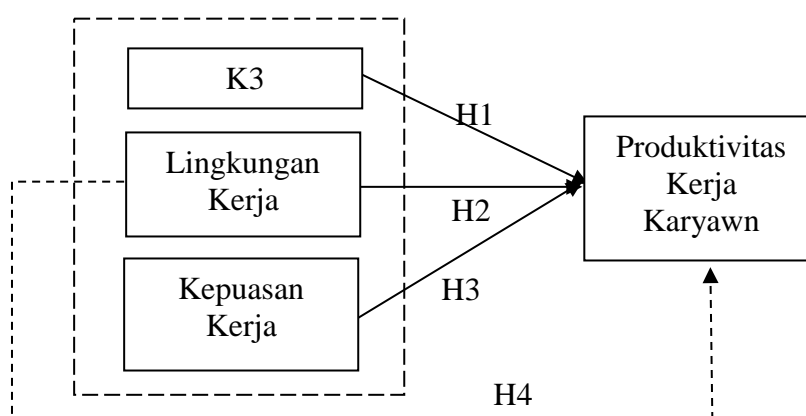 K3
H1
Lingkungan
Kerja
H2
Produktivitas
Kerja
Karyawn
Kepuasan
Kerja
H3
H4